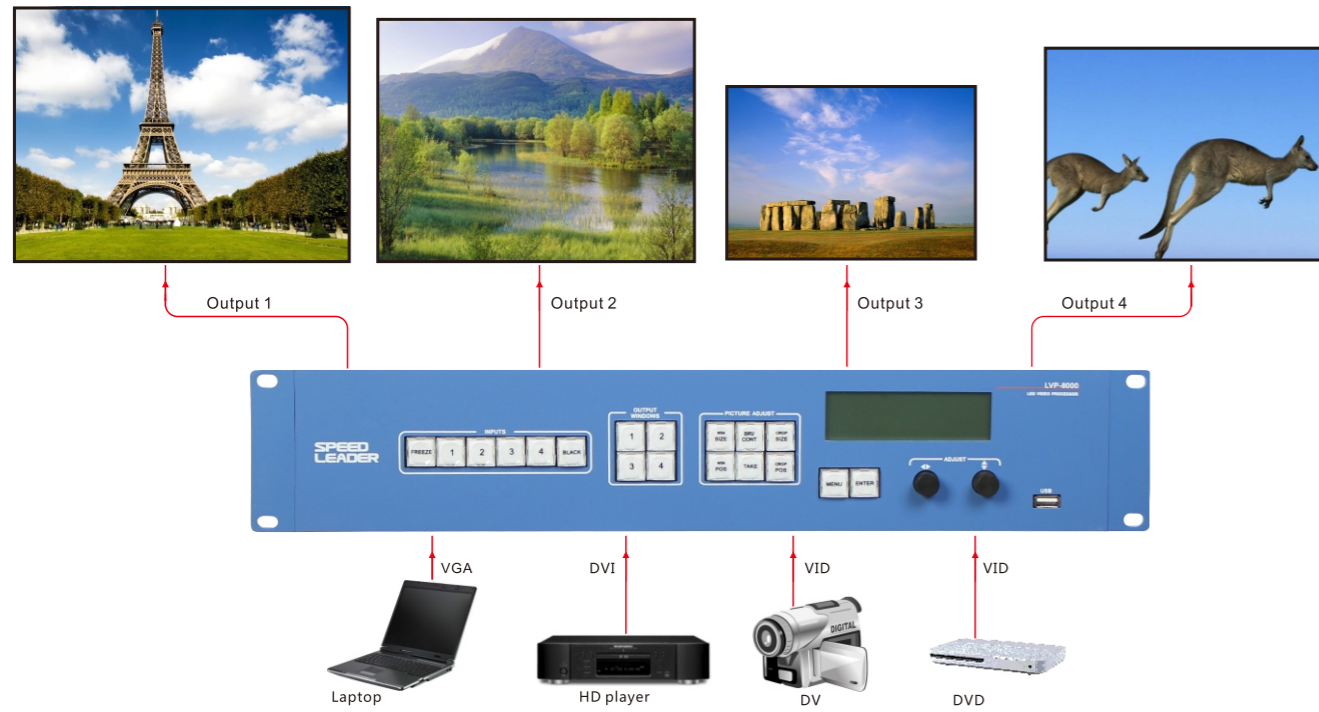 Output 1
Output 2
Output 3
Output 4
LVP-8000
LED VIDEO PROCESSOR
SPEED
LEADER
INPUTS
FREEZE
1
2
3
4
BLACK
OUTPUT
WINDOWS
1
2
3
4
PICTURE ADJUST
WIN
SIZE
BRI/
CONT
CROP
SIZE
WIN
POS
TAKE
CROP
POS
MENU
ENTER
ADJUST
USB
VGA
DVI
VID
VID
DIGITAL
Laptop
HD player
DV
DVD